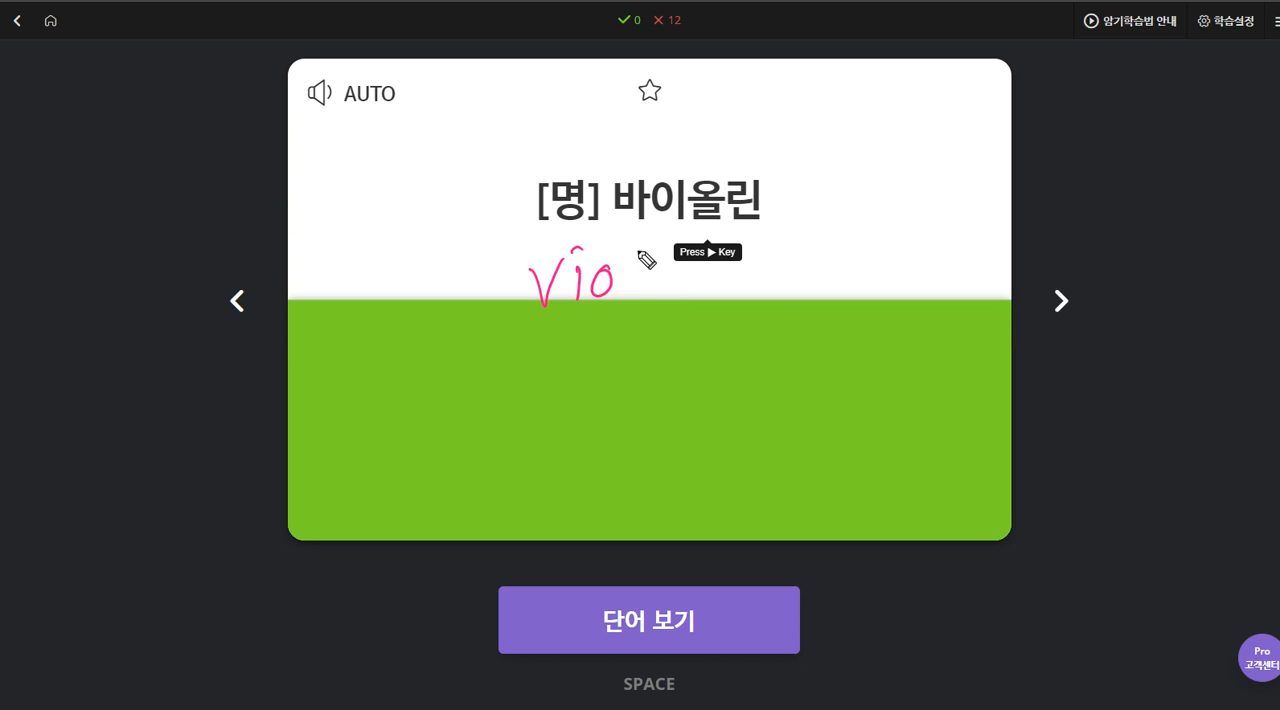 0 12 암기학습법 안내 학습설정
AUTO
[명] 바이올린
Press ▶ Key
vio
단어 보기
SPACE
Pro
고객센터